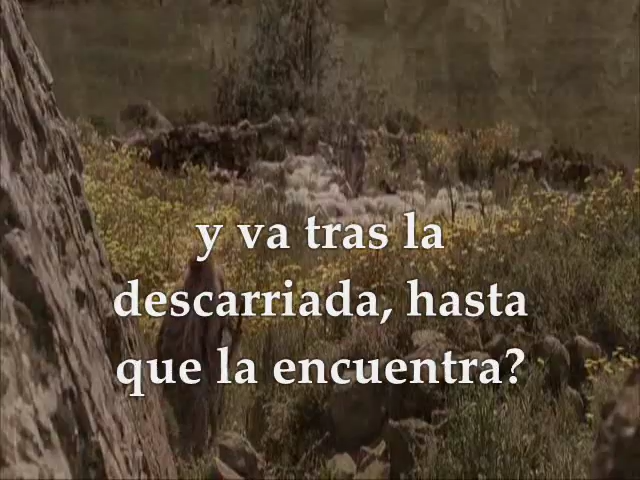 y va tras la
descarriada, hasta
que la encuentra?